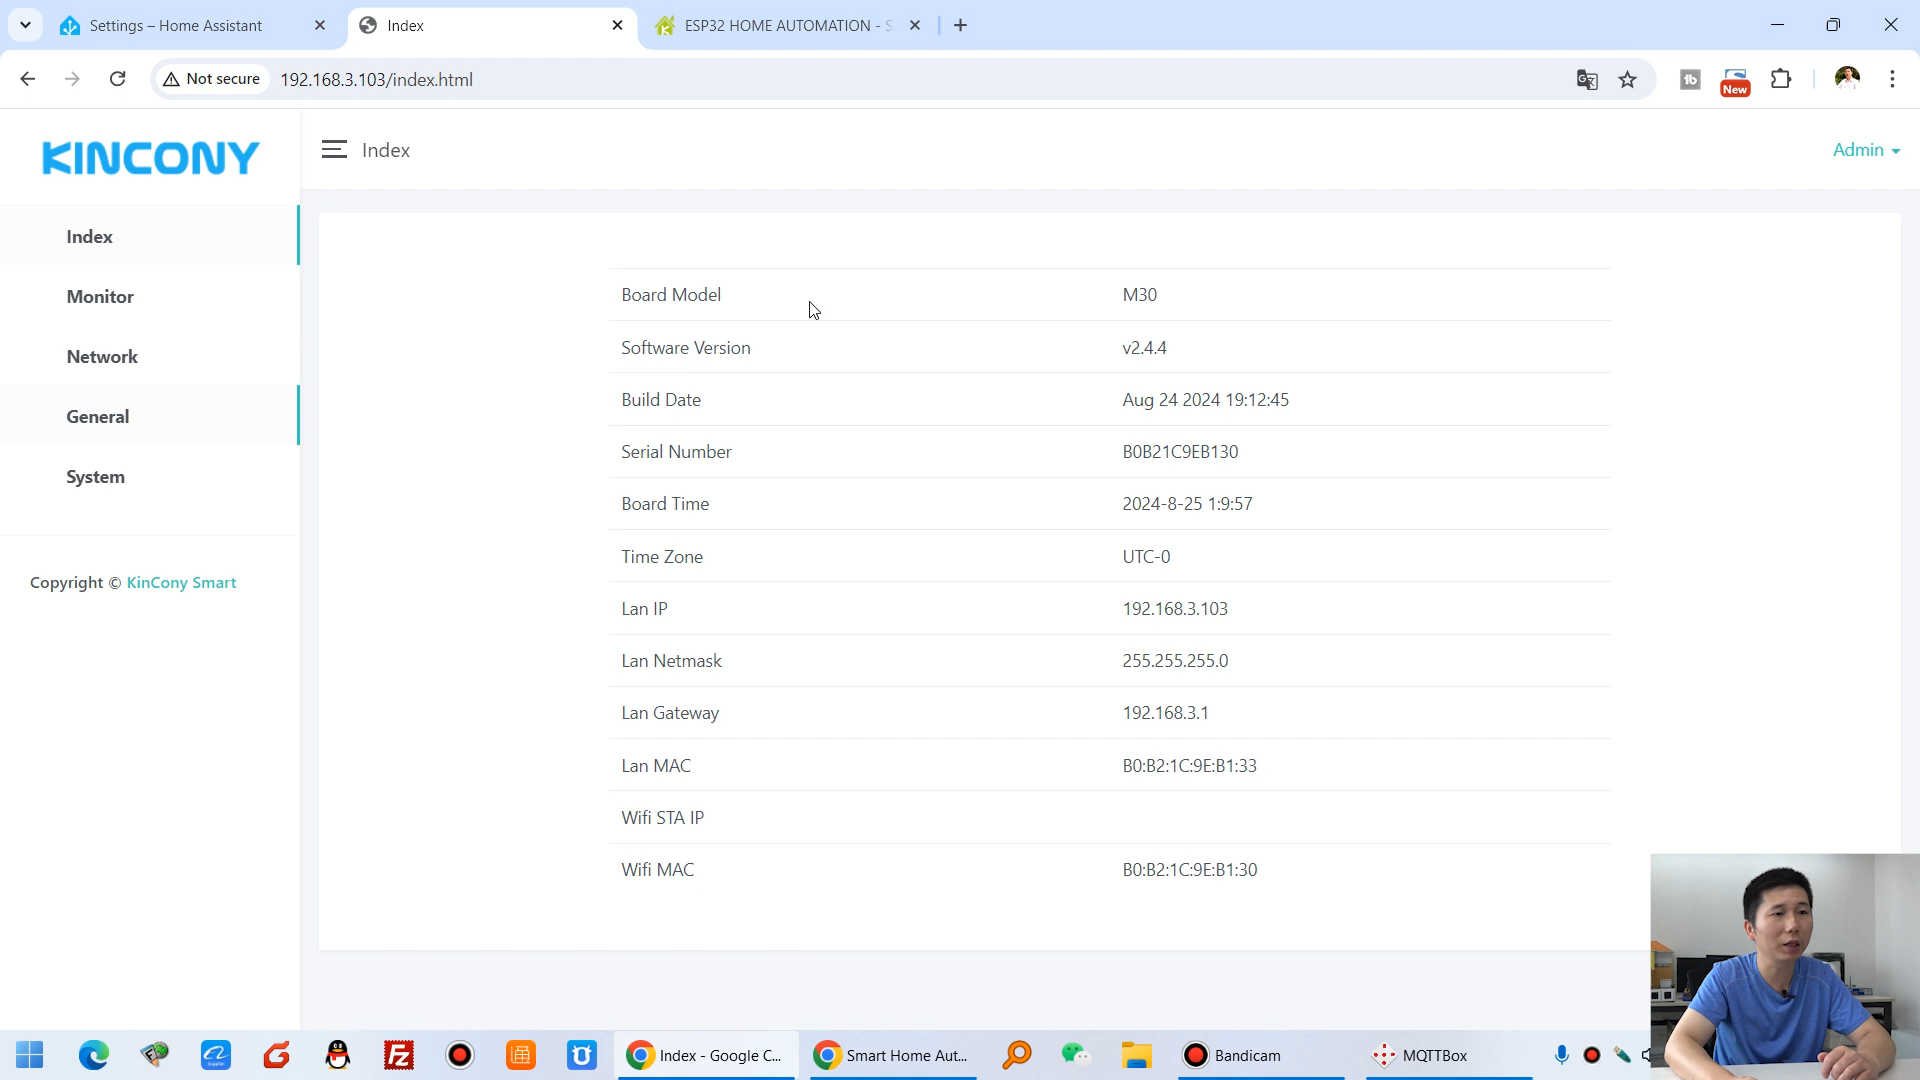 Settings – Home Assistant
Index
ESP32 HOME AUTOMATION - S
Not secure
192.168.3.103/index.html
New
KINCONY
Index
Admin
Index
Monitor
Network
General
System
Copyright © KinCony Smart
Board Model M30
Software Version v2.4.4
Build Date Aug 24 2024 19:12:45
Serial Number B0B21C9EB130
Board Time 2024-8-25 1:9:57
Time Zone UTC-0
Lan IP 192.168.3.103
Lan Netmask 255.255.255.0
Lan Gateway 192.168.3.1
Lan MAC B0:B2:1C:9E:B1:33
Wifi STA IP
Wifi MAC B0:B2:1C:9E:B1:30
Index - Google C...
Smart Home Aut...
Bandicam
MQTTBox